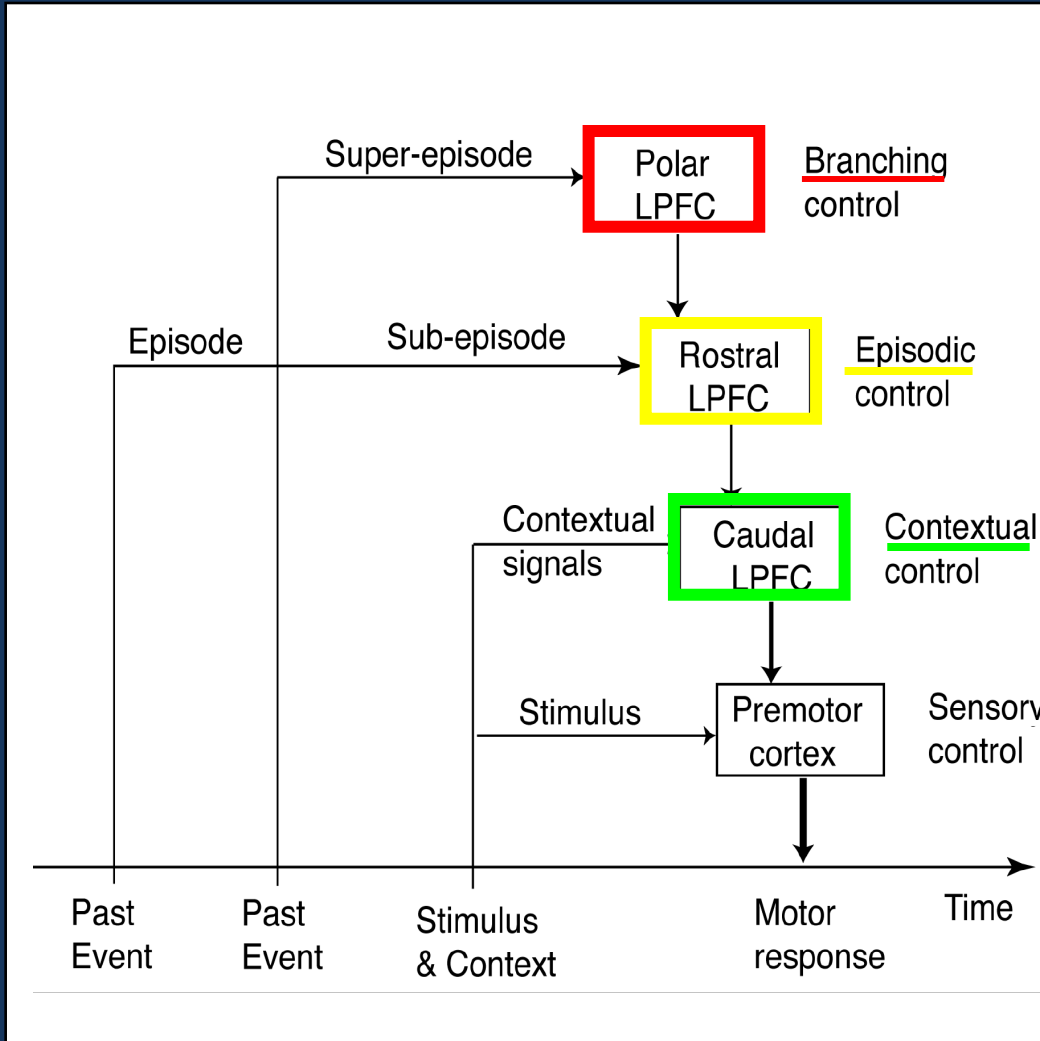 Super-episode
Polar
LPFC
Branching
control
Episode
Sub-episode
Rostral
LPFC
Episodic
control
Contextual
signals
Caudal
LPFC
Contextual
control
Stimulus
Premotor
cortex
Sensory
control
Past
Event
Past
Event
Stimulus
& Context
Motor
response
Time